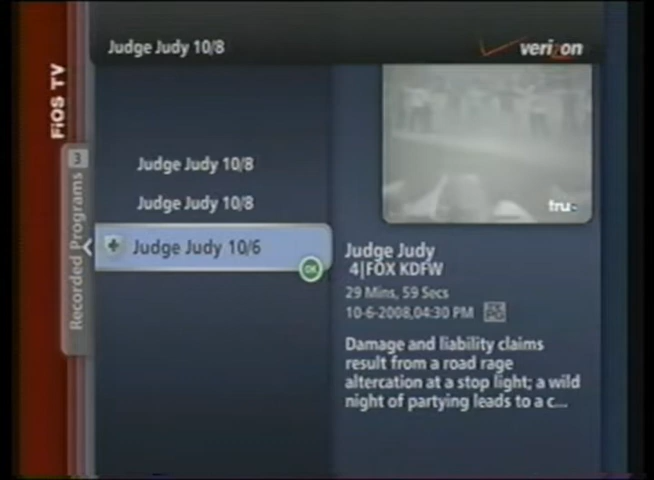 Judge Judy 10/8
verizon
FiOS TV
Recorded Programs 3
Judge Judy 10/8
Judge Judy 10/8
Judge Judy 10/6
OK
tru
Judge Judy
4|FOX KDFW
29 Mins, 59 Secs
10-6-2008,04:30 PM
Damage and liability claims
result from a road rage
altercation at a stop light; a wild
night of partying leads to a c...